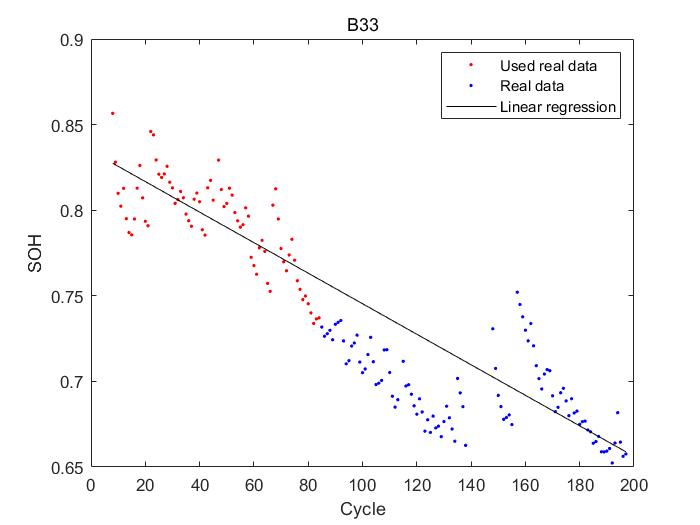 B33
0.9
0.85
0.8
0.75
0.7
0.65
SOH
Used real data
Real data
Linear regression
0 20 40 60 80 100 120 140 160 180 200
Cycle